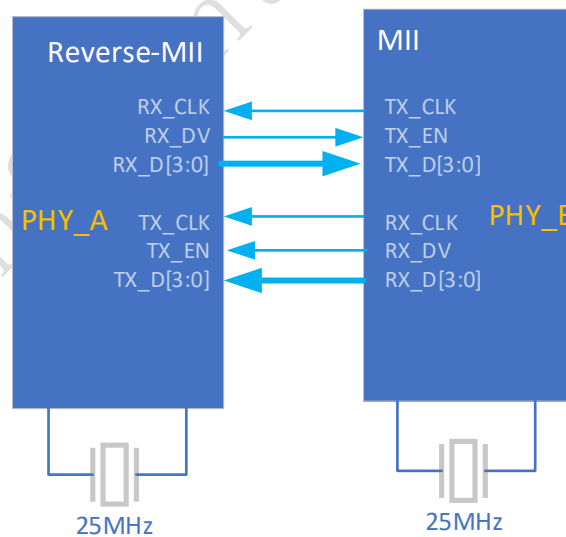 Reverse-MII
RX_CLK
RX_DV
RX_D[3:0]
PHY_A
TX_CLK
TX_EN
TX_D[3:0]
25MHz
MII
TX_CLK
TX_EN
TX_D[3:0]
RX_CLK
RX_DV
RX_D[3:0]
25MHz